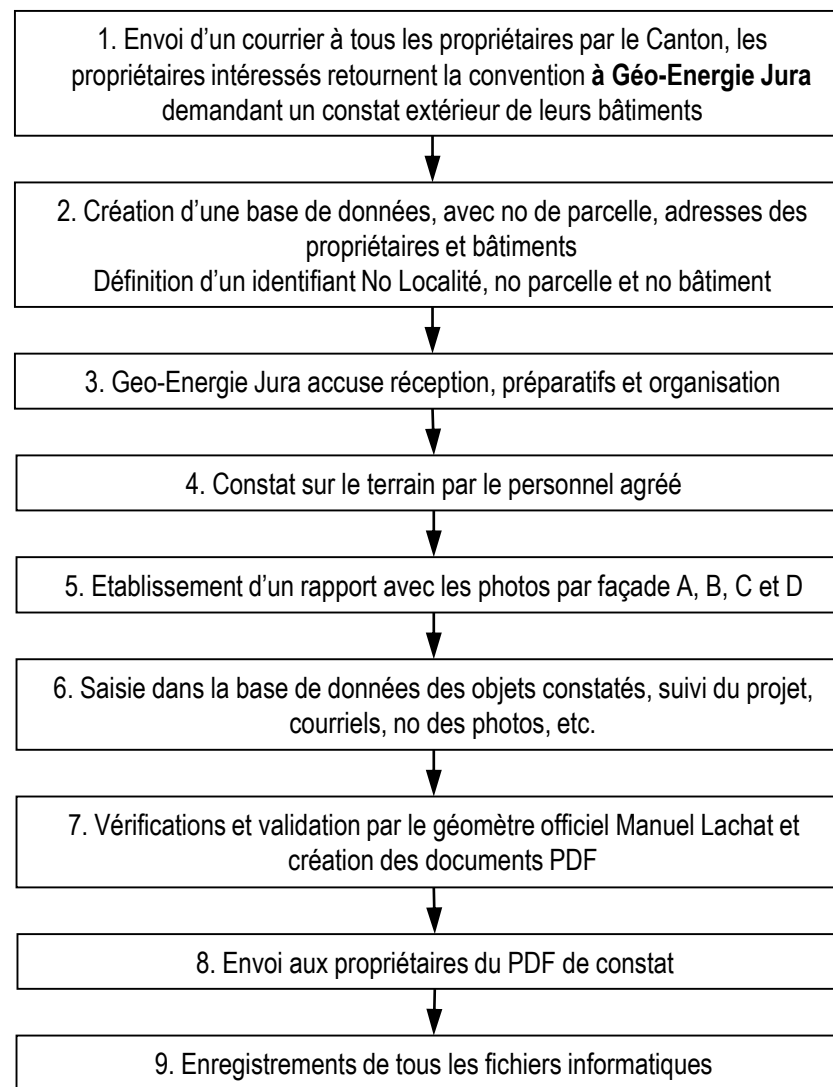 1. Envoi d'un courrier à tous les propriétaires par le Canton, les
propriétaires intéressés retournent la convention à Géo-Energie Jura
demandant un constat extérieur de leurs bâtiments
2. Création d'une base de données, avec no de parcelle, adresses des
propriétaires et bâtiments
Définition d'un identifiant No Localité, no parcelle et no bâtiment
3. Geo-Energie Jura accuse réception, préparatifs et organisation
4. Constat sur le terrain par le personnel agréé
5. Etablissement d'un rapport avec les photos par façade A, B, C et D
6. Saisie dans la base de données des objets constatés, suivi du projet,
courriels, no des photos, etc.
7. Vérifications et validation par le géomètre officiel Manuel Lachat et
création des documents PDF
8. Envoi aux propriétaires du PDF de constat
9. Enregistrements de tous les fichiers informatiques